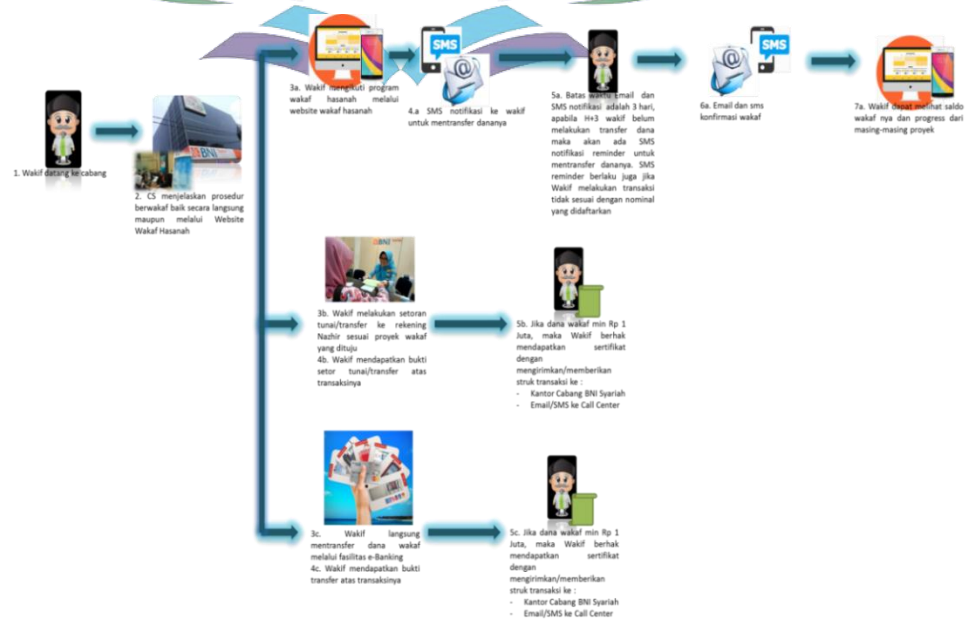 SMS
SMS
3a. Wakif mengikuti program
wakaf hasanah melalui
website wakaf hasanah
4.a SMS notifikasi ke wakif
untuk mentransfer dananya
5a. Batas waktu Email dan
SMS notifikasi adalah 3 hari,
apabila H+3 wakif belum
melakukan transfer dana
maka akan ada SMS
notifikasi reminder untuk
mentransfer dananya. SMS
reminder berlaku juga jika
Wakif melakukan transaksi
tidak sesuai dengan nominal
yang didaftarkan
6a. Email dan sms
konfirmasi wakaf
7a. Wakif dapat melihat saldo
wakaf nya dan progress dari
masing-masing proyek
BNI
1. Wakif datang ke cabang
2. CS menjelaskan prosedur
berwakaf baik secara langsung
maupun melalui Website
Wakaf Hasanah
BNI
3b. Wakif melakukan setoran
tunai/transfer ke rekening
Nazhir sesuai proyek wakaf
yang dituju
4b. Wakif mendapatkan bukti
setor tunai/transfer atas
transaksinya
5b. Jika dana wakaf min Rp 1
Juta, maka Wakif berhak
mendapatkan sertifikat
dengan
mengirimkan/memberikan
struk transaksi ke :
- Kantor Cabang BNI Syariah
- Email/SMS ke Call Center
3c. Wakif langsung
mentransfer dana wakaf
melalui fasilitas e-Banking
4c. Wakif mendapatkan bukti
transfer atas transaksinya
5c. Jika dana wakaf min Rp 1
Juta, maka Wakif berhak
mendapatkan sertifikat
dengan
mengirimkan/memberikan
struk transaksi ke :
- Kantor Cabang BNI Syariah
- Email/SMS ke Call Center